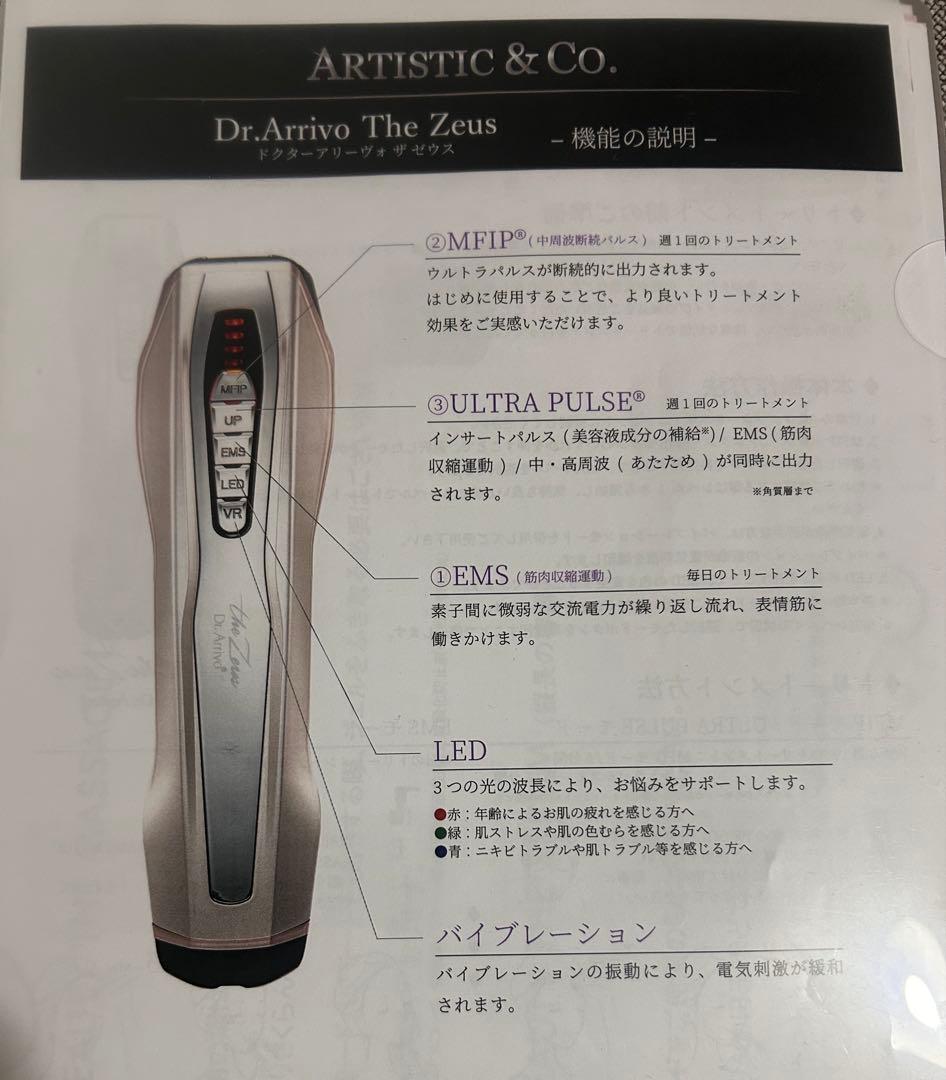 ARTISTIC & CO.
Dr.Arrivo The Zeus
ドクターアリーヴォ ザ ゼウス
– 機能の説明 –
②MFIP®(中周波断続パルス) 週1回のトリートメント
ウルトラパルスが断続的に出力されます。
はじめに使用することで、より良いトリートメント
効果をご実感いただけます。
③ULTRA PULSE® 週1回のトリートメント
インサートパルス (美容液成分の補給※)/ EMS (筋肉
収縮運動) / 中・高周波 ( あたため ) が同時に出力
されます。
※角質層まで
①EMS (筋肉収縮運動) 毎日のトリートメント
素子間に微弱な交流電力が繰り返し流れ、表情筋に
働きかけます。
LED
3つの光の波長により、お悩みをサポートします。
●赤:年齢によるお肌の疲れを感じる方へ
●緑:肌ストレスや肌の色むらを感じる方へ
●青:ニキビトラブルや肌トラブル等を感じる方へ
バイブレーション
バイブレーションの振動により、電気刺激が緩和
されます。
MFIP
UP
EMS
LED
VR
the Zeus
Dr.Arrivo®